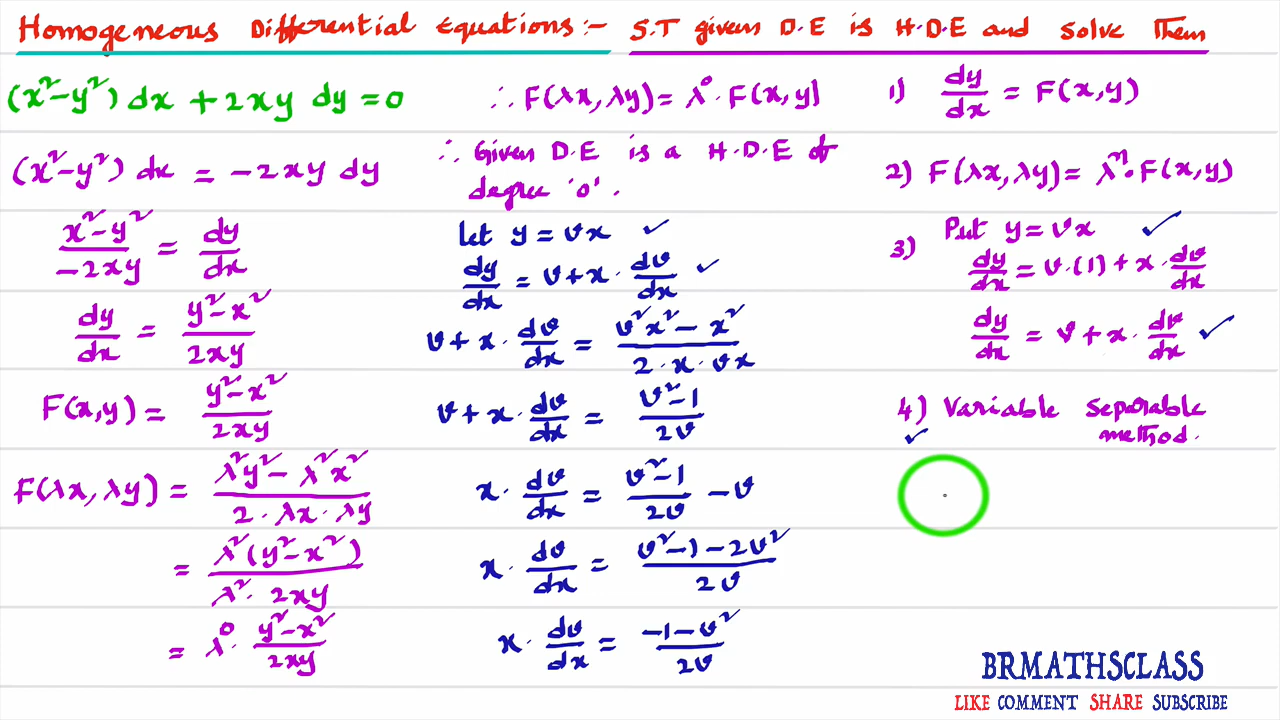 Homogeneous Differential Equations :- S.T given D.E is H.D.E and solve Them
(x²-y²) dx + 2xy dy = 0
(x²-y²) dx = -2xy dy
x²-y² / -2xy = dy/dx
dy/dx = y²-x² / 2xy
F(x,y) = y²-x² / 2xy
F(λx, λy) = λ²y² - λ²x² / 2·λx·λy
= λ²(y²-x²) / λ²·2xy
= λ⁰· y²-x² / 2xy
∴ F(λx, λy) = λ⁰·F(x,y)
∴ Given D.E is a H.D.E of
degree '0'.
Let y = vx ✓
dy/dx = v + x·dv/dx ✓
v + x·dv/dx = v²x² - x² / 2·x·vx
v + x·dv/dx = v²-1 / 2v
x·dv/dx = v²-1 / 2v - v
x·dv/dx = v²-1-2v² / 2v
x·dv/dx = -1-v² / 2v
1) dy/dx = F(x,y)
2) F(λx, λy) = λⁿ·F(x,y)
3) Put y = vx ✓
dy/dx = v·(1) + x·dv/dx
dy/dx = v + x·dv/dx ✓
4) Variable Separable
✓ method.
BRMATHSCLASS
LIKE COMMENT SHARE SUBSCRIBE